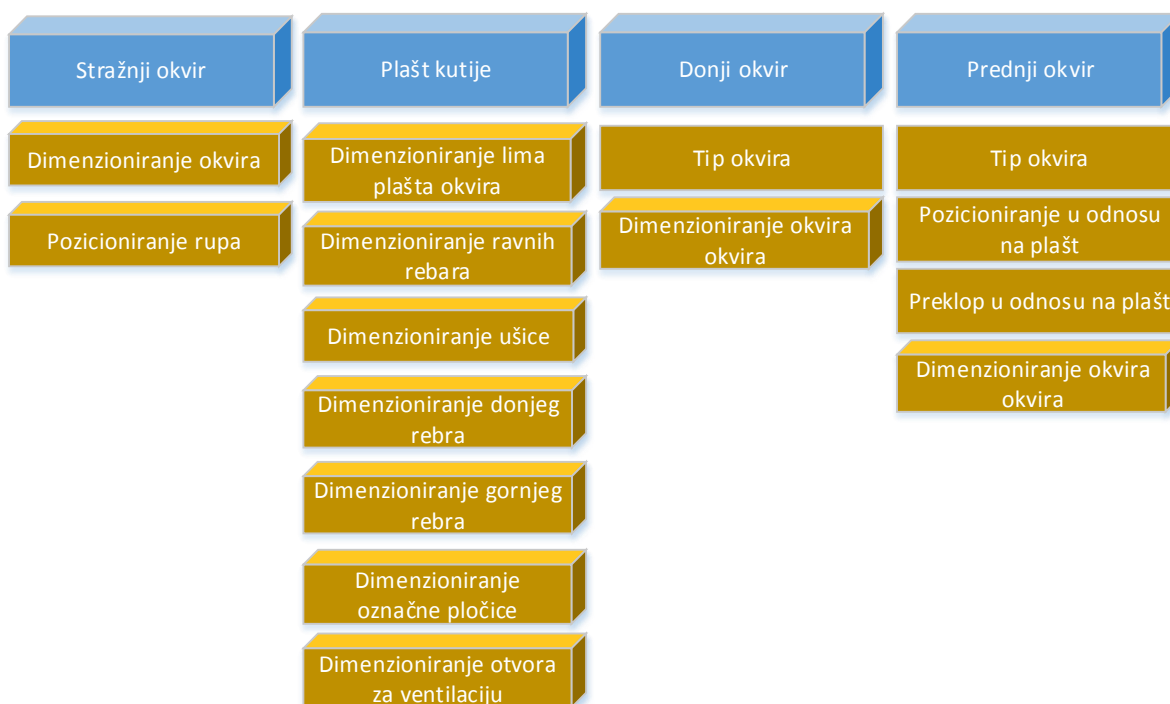 Stražnji okvir
Dimenzioniranje okvira
Pozicioniranje rupa
Plašt kutije
Dimenzioniranje lima
plašta okvira
Dimenzioniranje ravnih
rebara
Dimenzioniranje ušice
Dimenzioniranje donjeg
rebra
Dimenzioniranje gornjeg
rebra
Dimenzioniranje
označne pločice
Dimenzioniranje otvora
za ventilaciju
Donji okvir
Tip okvira
Dimenzioniranje okvira
okvira
Prednji okvir
Tip okvira
Pozicioniranje u odnosu
na plašt
Preklop u odnosu na plašt
Dimenzioniranje okvira
okvira